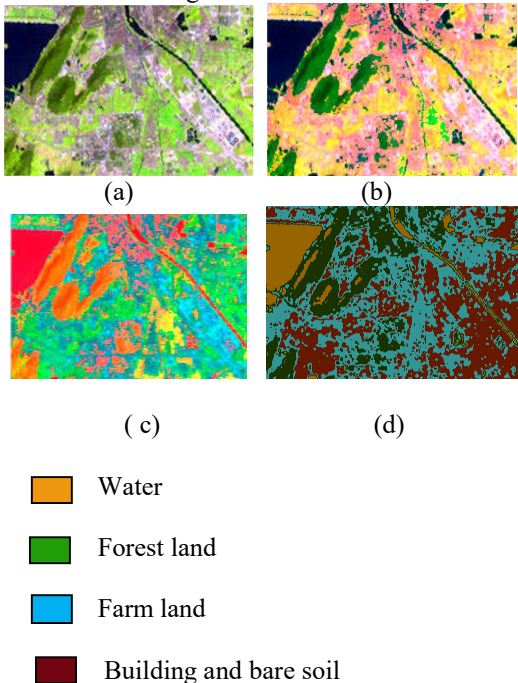 (a)
(b)
( c)
(d)
Water
Forest land
Farm land
Building and bare soil